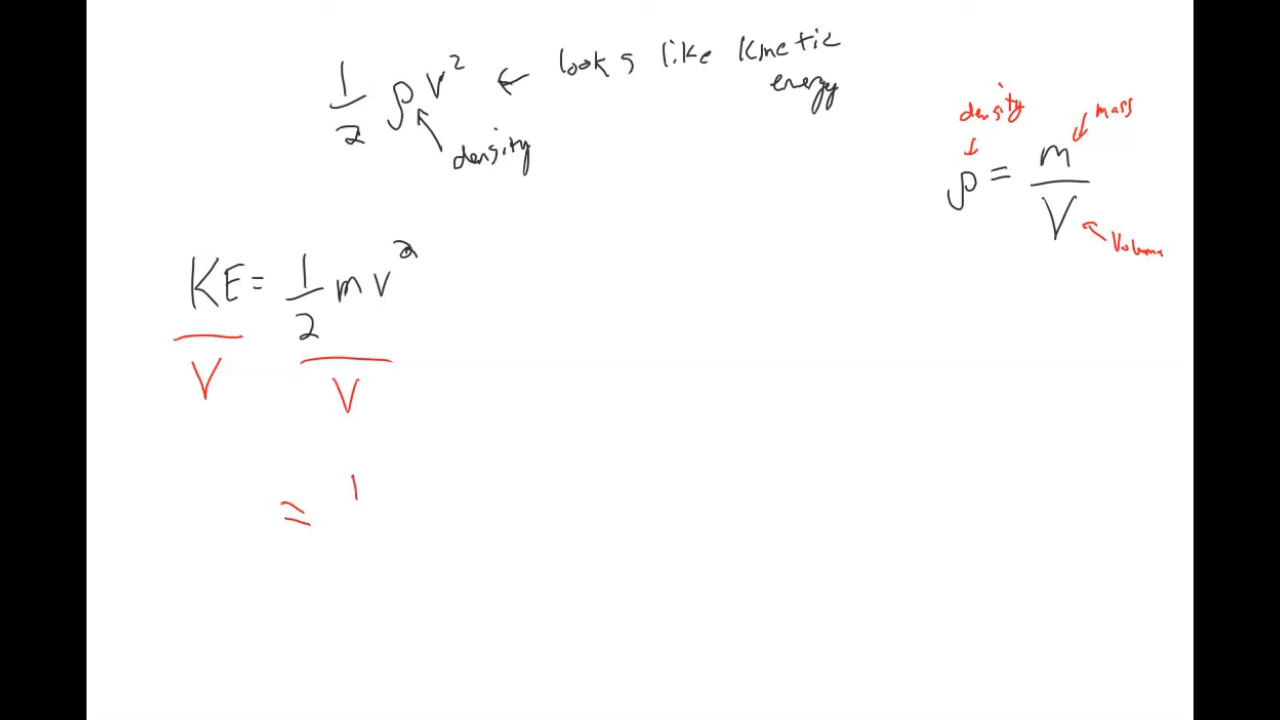 1/2 ρv² ← looks like kinetic
energy
density
density
mass
ρ = m/V
Volume
KE = 1/2 mv²
V V
= 1